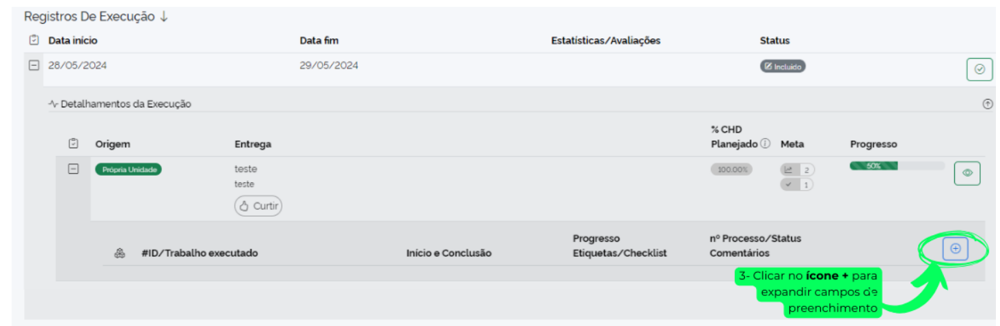 Registros De Execução ↓
Data início Data fim Estatísticas/Avaliações Status
28/05/2024 29/05/2024 Incluído
Detalhamentos da Execução
% CHD
Origem Entrega Planejado Meta Progresso
Própria Unidade teste 100.00% 2 50%
teste 1
Curtir
Progresso nº Processo/Status
#ID/Trabalho executado Início e Conclusão Etiquetas/Checklist Comentários
3- Clicar no ícone + para
expandir campos de
preenchimento